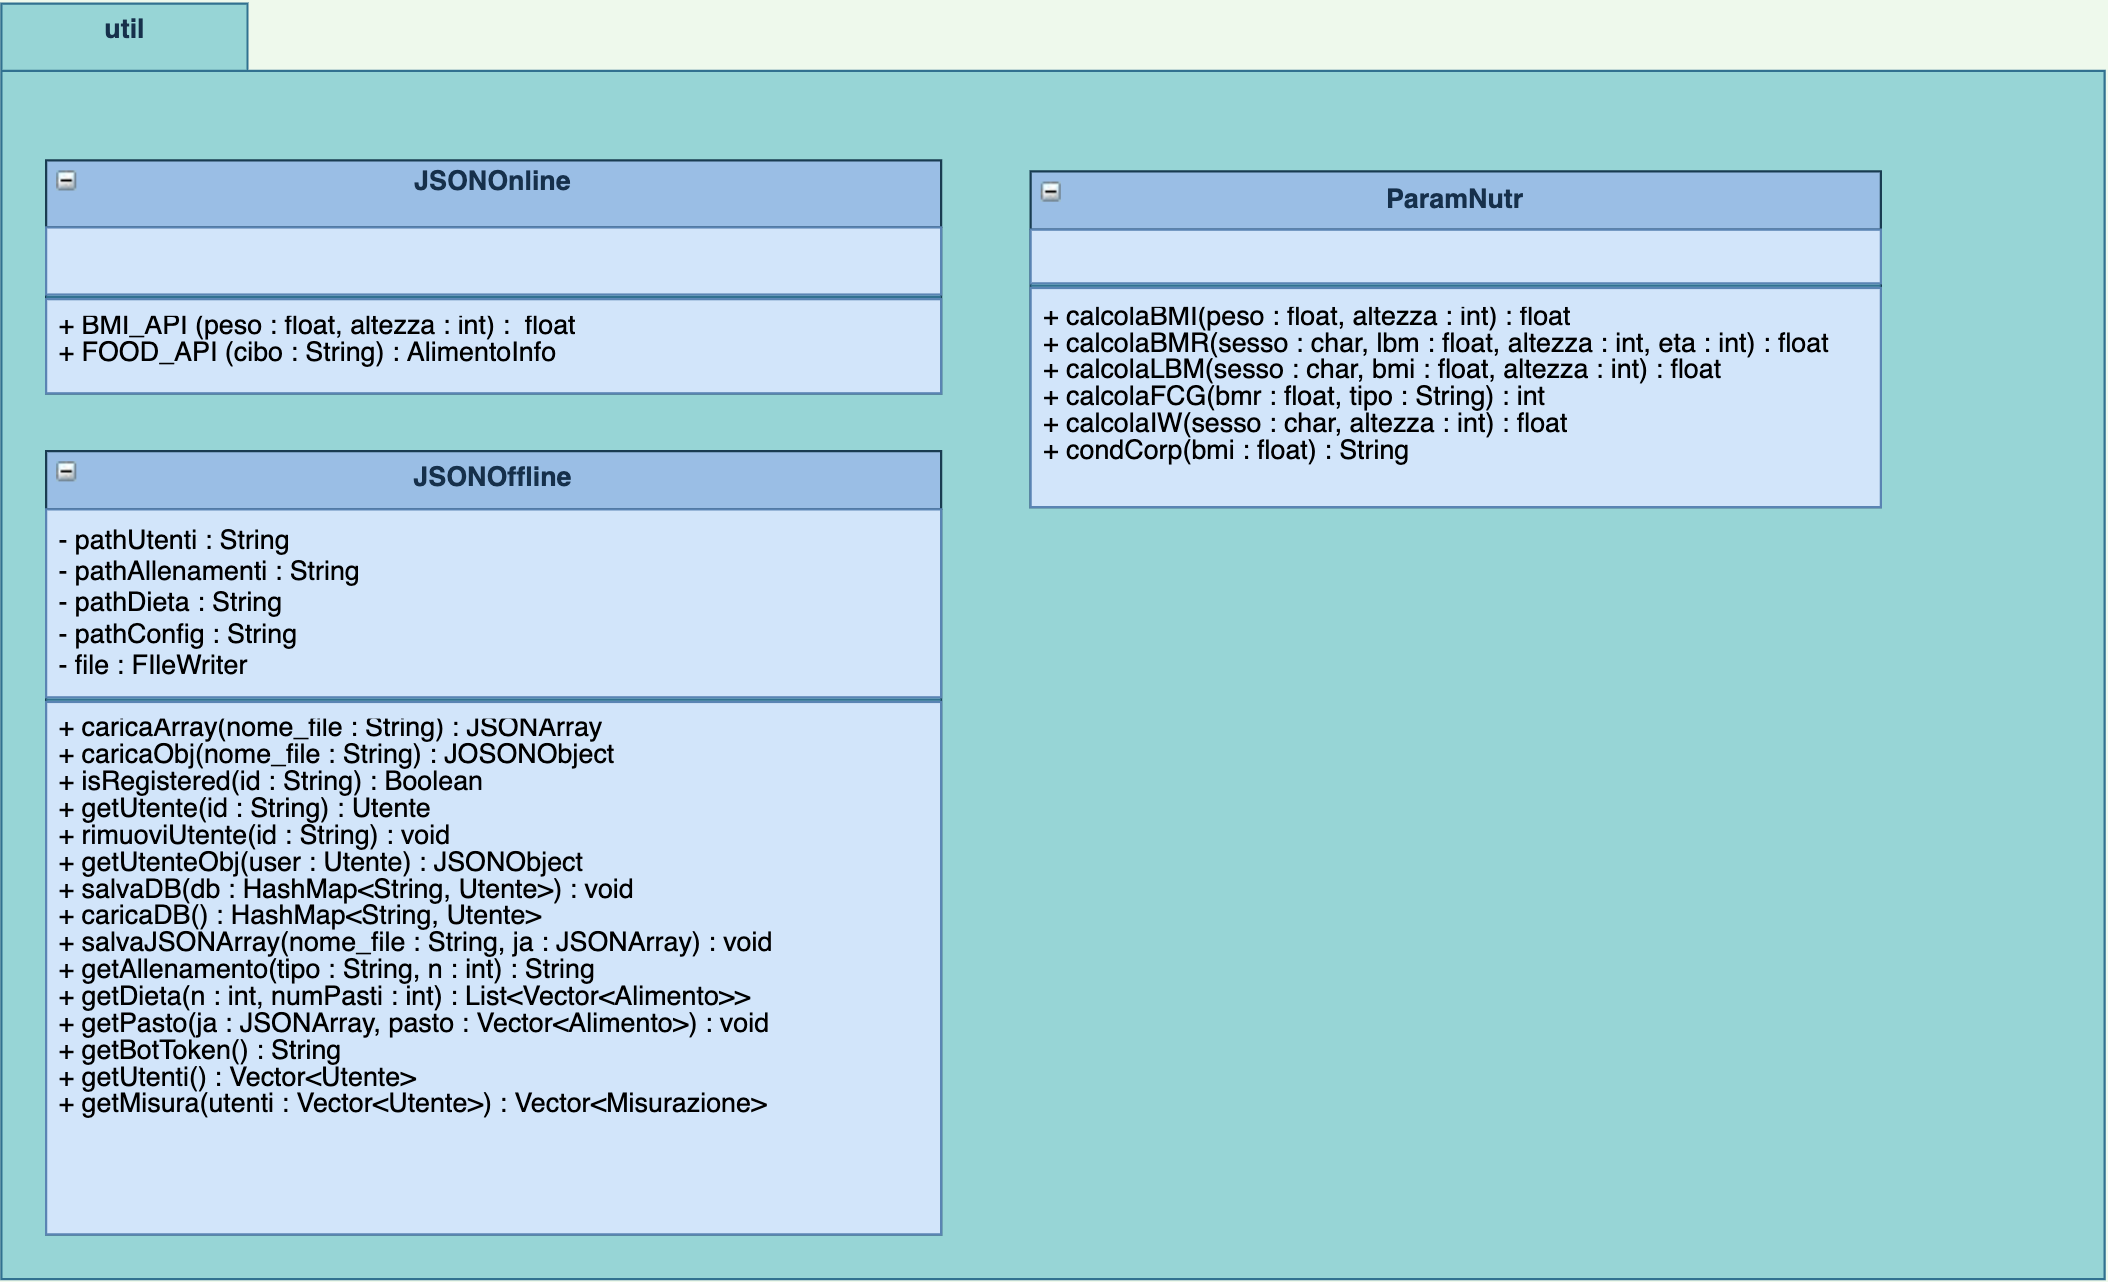 util
JSONOnline
+ BMI_API (peso : float, altezza : int) :  float
+ FOOD_API (cibo : String) : AlimentoInfo
ParamNutr
+ calcolaBMI(peso : float, altezza : int) : float
+ calcolaBMR(sesso : char, lbm : float, altezza : int, eta : int) : float
+ calcolaLBM(sesso : char, bmi : float, altezza : int) : float
+ calcolaFCG(bmr : float, tipo : String) : int
+ calcolaIW(sesso : char, altezza : int) : float
+ condCorp(bmi : float) : String
JSONOffline
- pathUtenti : String
- pathAllenamenti : String
- pathDieta : String
- pathConfig : String
- file : FIleWriter
+ caricaArray(nome_file : String) : JSONArray
+ caricaObj(nome_file : String) : JOSONObject
+ isRegistered(id : String) : Boolean
+ getUtente(id : String) : Utente
+ rimuoviUtente(id : String) : void
+ getUtenteObj(user : Utente) : JSONObject
+ salvaDB(db : HashMap<String, Utente>) : void
+ caricaDB() : HashMap<String, Utente>
+ salvaJSONArray(nome_file : String, ja : JSONArray) : void
+ getAllenamento(tipo : String, n : int) : String
+ getDieta(n : int, numPasti : int) : List<Vector<Alimento>>
+ getPasto(ja : JSONArray, pasto : Vector<Alimento>) : void
+ getBotToken() : String
+ getUtenti() : Vector<Utente>
+ getMisura(utenti : Vector<Utente>) : Vector<Misurazione>